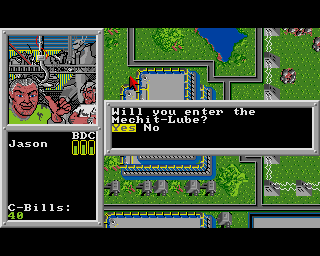 Will you enter the
Mechit-Lube?
Yes No
BDC
Jason
C-Bills:
40